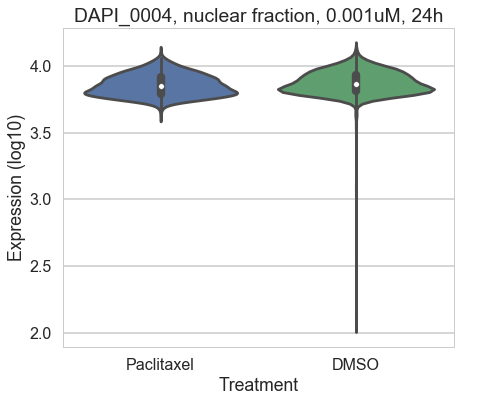 DAPI_0004, nuclear fraction, 0.001uM, 24h
Expression (log10)
4.0
3.5
3.0
2.5
2.0
Paclitaxel DMSO
Treatment